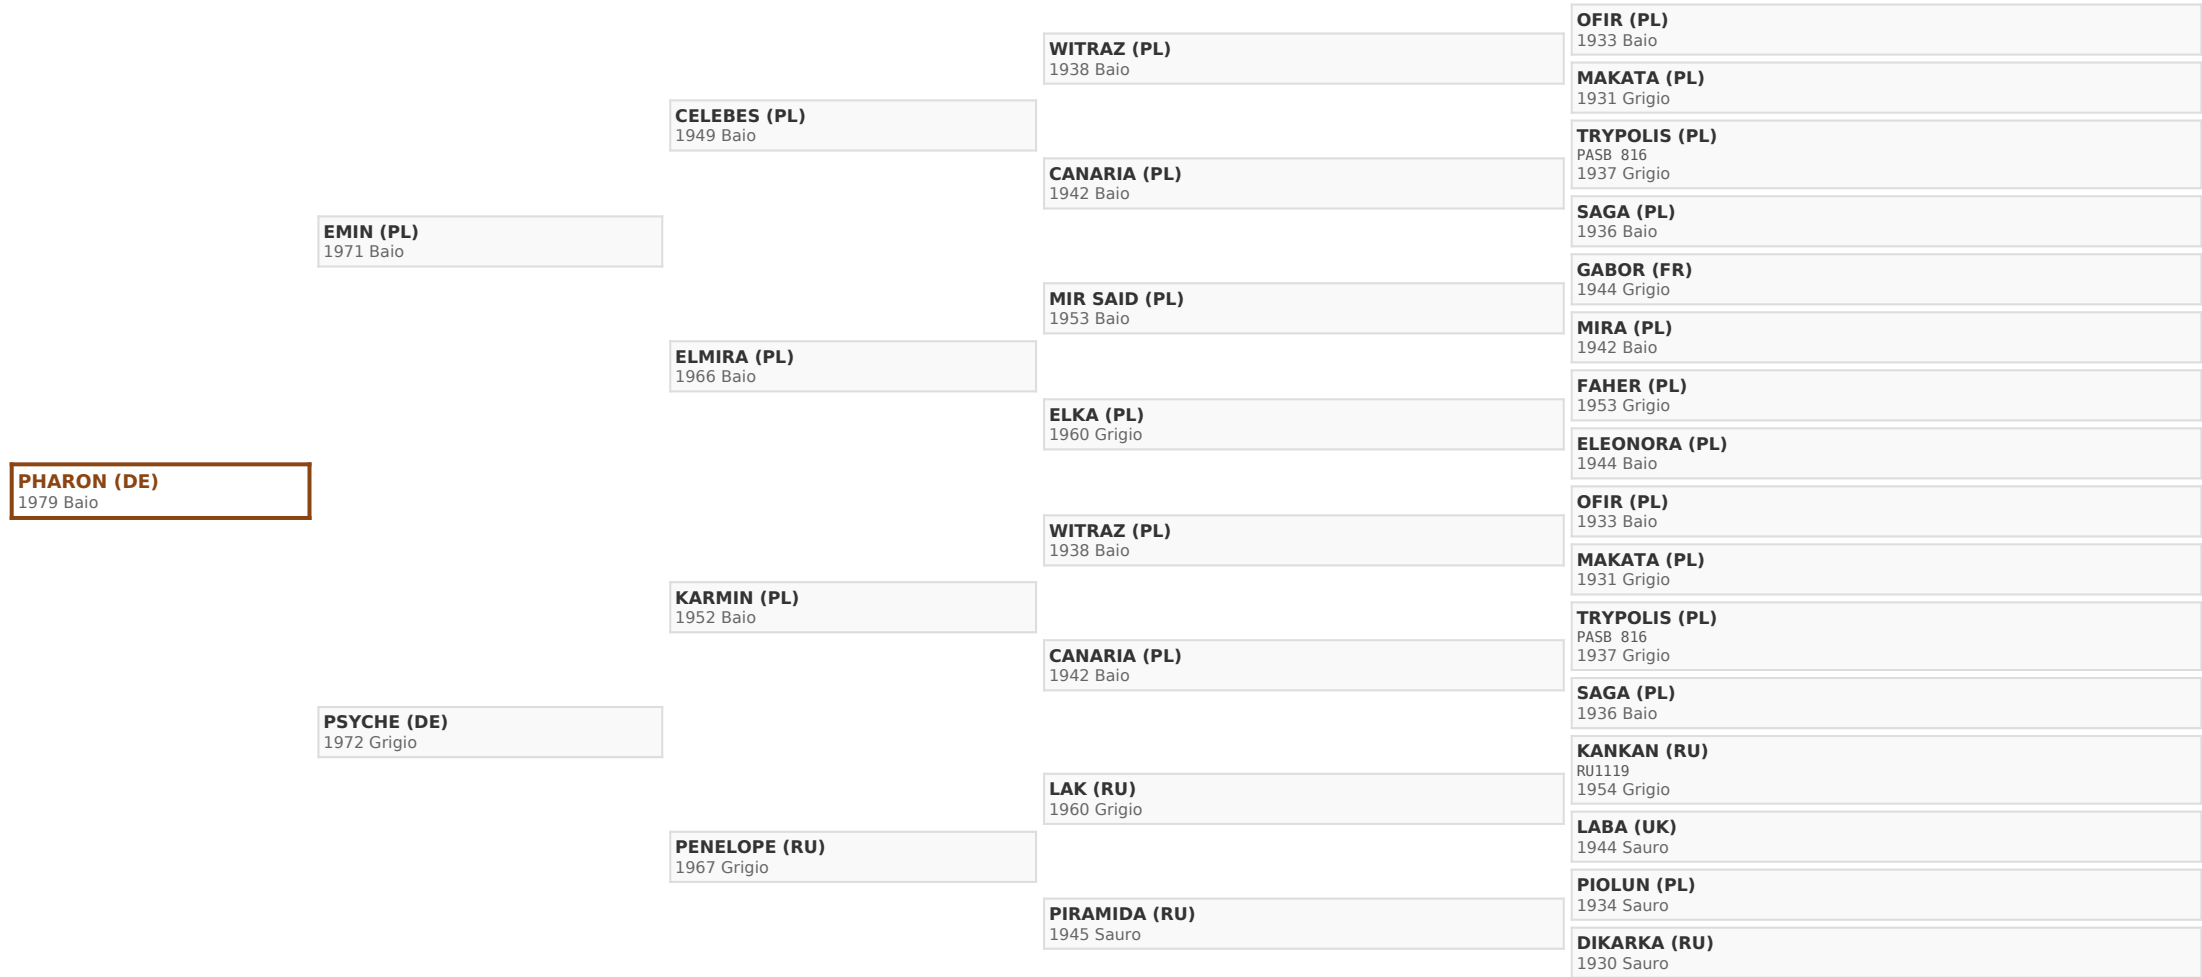 PHARON (DE)
1979 Baio
EMIN (PL)
1971 Baio
PSYCHE (DE)
1972 Grigio
CELEBES (PL)
1949 Baio
ELMIRA (PL)
1966 Baio
KARMIN (PL)
1952 Baio
PENELOPE (RU)
1967 Grigio
WITRAZ (PL)
1938 Baio
CANARIA (PL)
1942 Baio
MIR SAID (PL)
1953 Baio
ELKA (PL)
1960 Grigio
WITRAZ (PL)
1938 Baio
CANARIA (PL)
1942 Baio
LAK (RU)
1960 Grigio
PIRAMIDA (RU)
1945 Sauro
OFIR (PL)
1933 Baio
MAKATA (PL)
1931 Grigio
TRYPOLIS (PL)
PASB 816
1937 Grigio
SAGA (PL)
1936 Baio
GABOR (FR)
1944 Grigio
MIRA (PL)
1942 Baio
FAHER (PL)
1953 Grigio
ELEONORA (PL)
1944 Baio
OFIR (PL)
1933 Baio
MAKATA (PL)
1931 Grigio
TRYPOLIS (PL)
PASB 816
1937 Grigio
SAGA (PL)
1936 Baio
KANKAN (RU)
RU1119
1954 Grigio
LABA (UK)
1944 Sauro
PIOLUN (PL)
1934 Sauro
DIKARKA (RU)
1930 Sauro